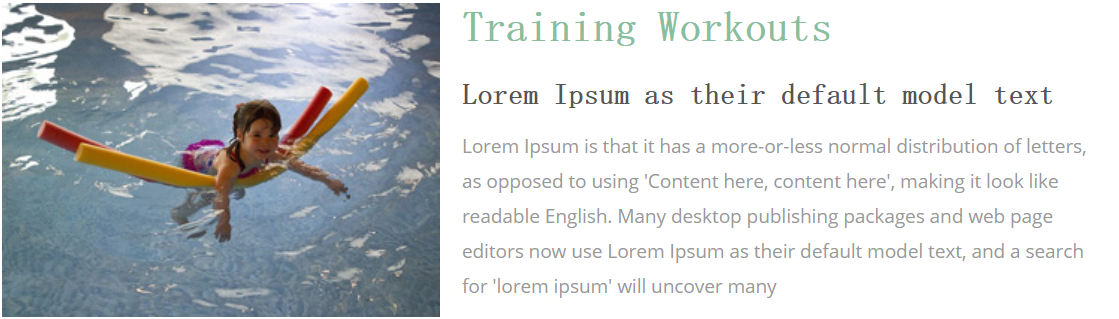 Training Workouts
Lorem Ipsum as their default model text
Lorem Ipsum is that it has a more-or-less normal distribution of letters,
as opposed to using 'Content here, content here', making it look like
readable English. Many desktop publishing packages and web page
editors now use Lorem Ipsum as their default model text, and a search
for 'lorem ipsum' will uncover many